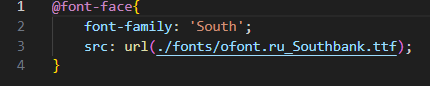 1 @font-face{
2     font-family: 'South';
3     src: url(./fonts/ofont.ru_Southbank.ttf);
4 }